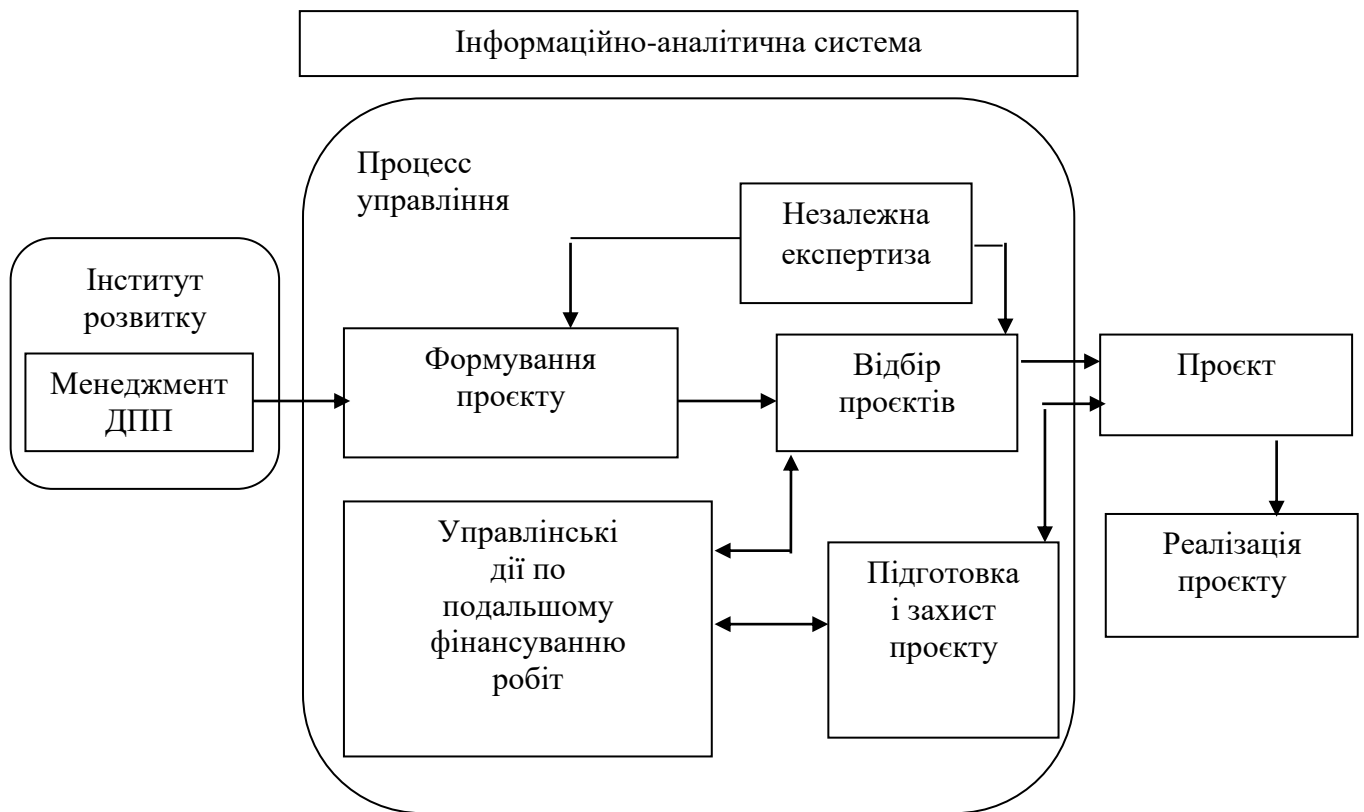 Інформаційно-аналітична система
Процесс
управління
Незалежна
експертиза
Інститут
розвитку
Менеджмент
ДПП
Формування
проєкту
Відбір
проєктів
Проєкт
Управлінські
дії по
подальшому
фінансуванню
робіт
Підготовка
і захист
проєкту
Реалізація
проєкту